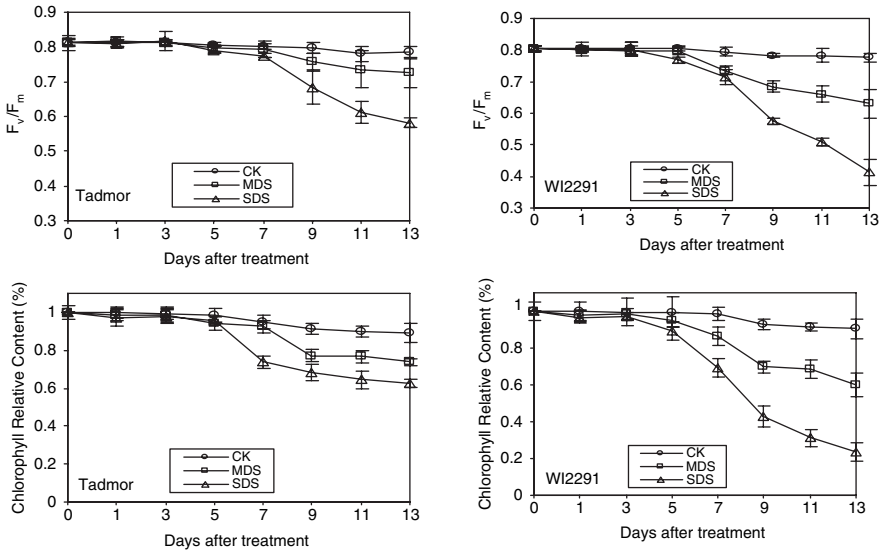 0.9
0.8
0.7
0.6
0.5
0.4
0.3
Fv/Fm
CK
MDS
SDS
Tadmor
0 1 3 5 7 9 11 13
Days after treatment
0.9
0.8
0.7
0.6
0.5
0.4
0.3
Fv/Fm
CK
MDS
SDS
WI2291
0 1 3 5 7 9 11 13
Days after treatment
1
0.8
0.6
0.4
0.2
0
Chlorophyll Relative Content (%)
CK
MDS
SDS
Tadmor
0 1 3 5 7 9 11 13
Days after treatment
1
0.8
0.6
0.4
0.2
0
Chlorophyll Relative Content (%)
CK
MDS
SDS
WI2291
0 1 3 5 7 9 11 13
Days after treatment